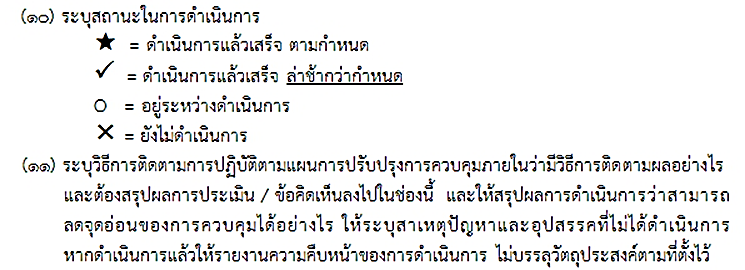 (๑๐) ระบุสถานะในการดำเนินการ
★ = ดำเนินการแล้วเสร็จ ตามกำหนด
✓ = ดำเนินการแล้วเสร็จ ล่าช้ากว่ากำหนด
○ = อยู่ระหว่างดำเนินการ
✕ = ยังไม่ดำเนินการ
(๑๑) ระบุวิธีการติดตามการปฏิบัติตามแผนการปรับปรุงการควบคุมภายในว่ามีวิธีการติดตามผลอย่างไร
และต้องสรุปผลการประเมิน / ข้อคิดเห็นลงไปในช่องนี้ และให้สรุปผลการดำเนินการว่าสามารถ
ลดจุดอ่อนของการควบคุมได้อย่างไร ให้ระบุสาเหตุปัญหาและอุปสรรคที่ไม่ได้ดำเนินการ
หากดำเนินการแล้วให้รายงานความคืบหน้าของการดำเนินการ ไม่บรรลุวัตถุประสงค์ตามที่ตั้งไว้